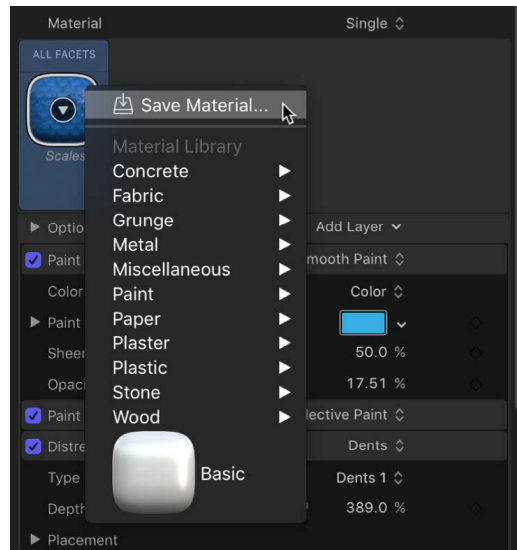 Material Single
ALL FACETS
Save Material...
Scales
Material Library
Concrete
Fabric
Grunge
Metal
Miscellaneous
Paint
Paper
Plaster
Plastic
Stone
Wood
Basic
Optio Add Layer
Paint mooth Paint
Color Color
Paint
Sheen 50.0 %
Opaci 17.51 %
Paint lective Paint
Distre Dents
Type Dents 1
Depth 389.0 %
Placement